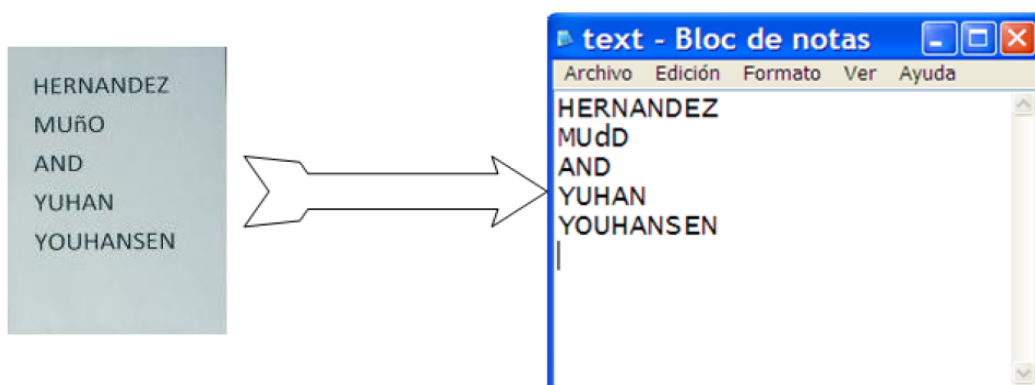 HERNANDEZ
MUñO
AND
YUHAN
YOUHANSEN
text - Bloc de notas
Archivo Edición Formato Ver Ayuda
HERNANDEZ
MUdD
AND
YUHAN
YOUHANSEN